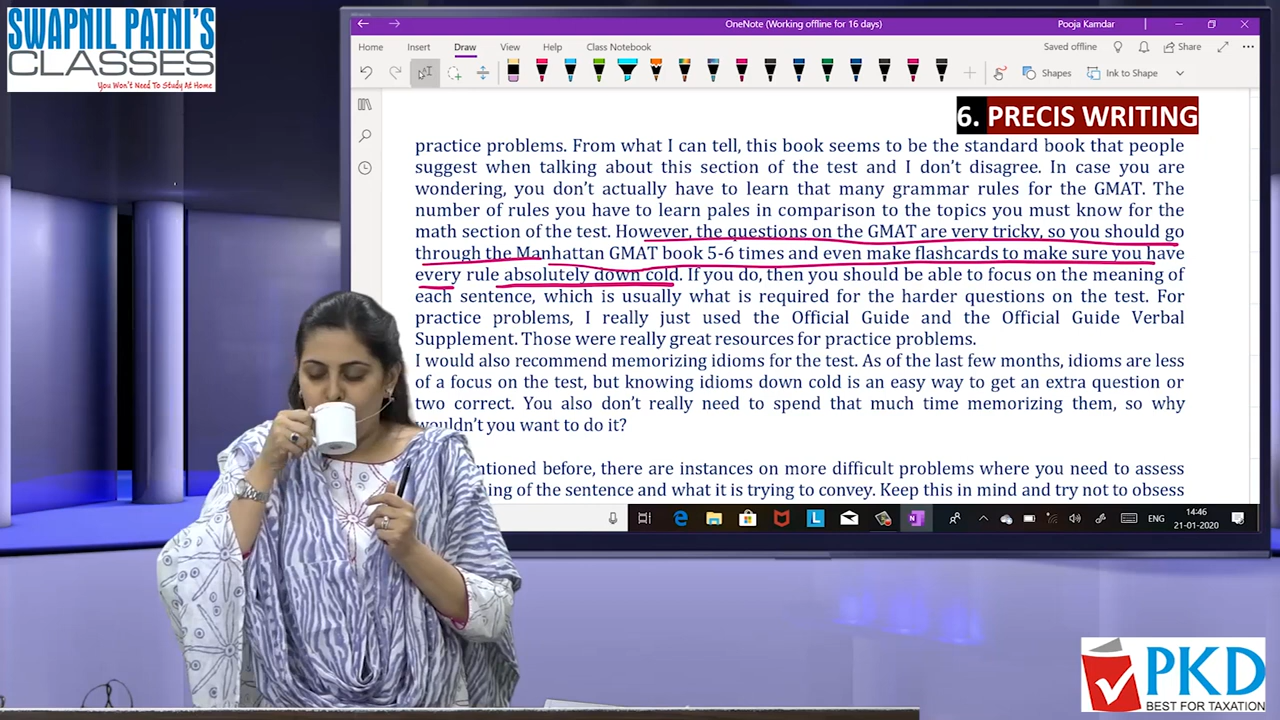 SWAPNIL PATNI'S
CLASSES
You Won't Need To Study At Home
OneNote (Working offline for 16 days)
Pooja Kamdar
Home Insert Draw View Help Class Notebook
Saved offline
Share
Shapes
Ink to Shape
6. PRECIS WRITING
practice problems. From what I can tell, this book seems to be the standard book that people
suggest when talking about this section of the test and I don't disagree. In case you are
wondering, you don't actually have to learn that many grammar rules for the GMAT. The
number of rules you have to learn pales in comparison to the topics you must know for the
math section of the test. However, the questions on the GMAT are very tricky, so you should go
through the Manhattan GMAT book 5-6 times and even make flashcards to make sure you have
every rule absolutely down cold. If you do, then you should be able to focus on the meaning of
each sentence, which is usually what is required for the harder questions on the test. For
practice problems, I really just used the Official Guide and the Official Guide Verbal
Supplement. Those were really great resources for practice problems.
I would also recommend memorizing idioms for the test. As of the last few months, idioms are less
of a focus on the test, but knowing idioms down cold is an easy way to get an extra question or
two correct. You also don't really need to spend that much time memorizing them, so why
wouldn't you want to do it?
before, there are instances on more difficult problems where you need to assess
of the sentence and what it is trying to convey. Keep this in mind and try not to obsess
ENG
14:46
21-01-2020
PKD
BEST FOR TAXATION